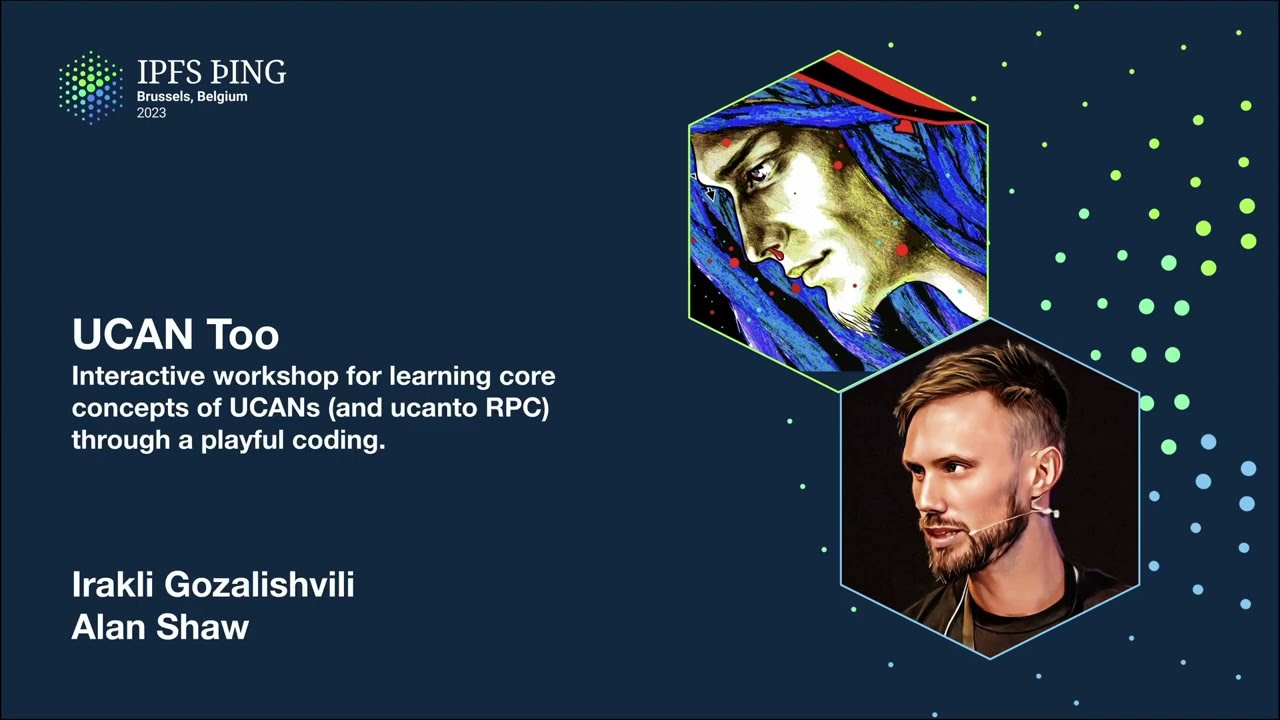 IPFS ÞING
Brussels, Belgium
2023
UCAN Too
Interactive workshop for learning core
concepts of UCANs (and ucanto RPC)
through a playful coding.
Irakli Gozalishvili
Alan Shaw